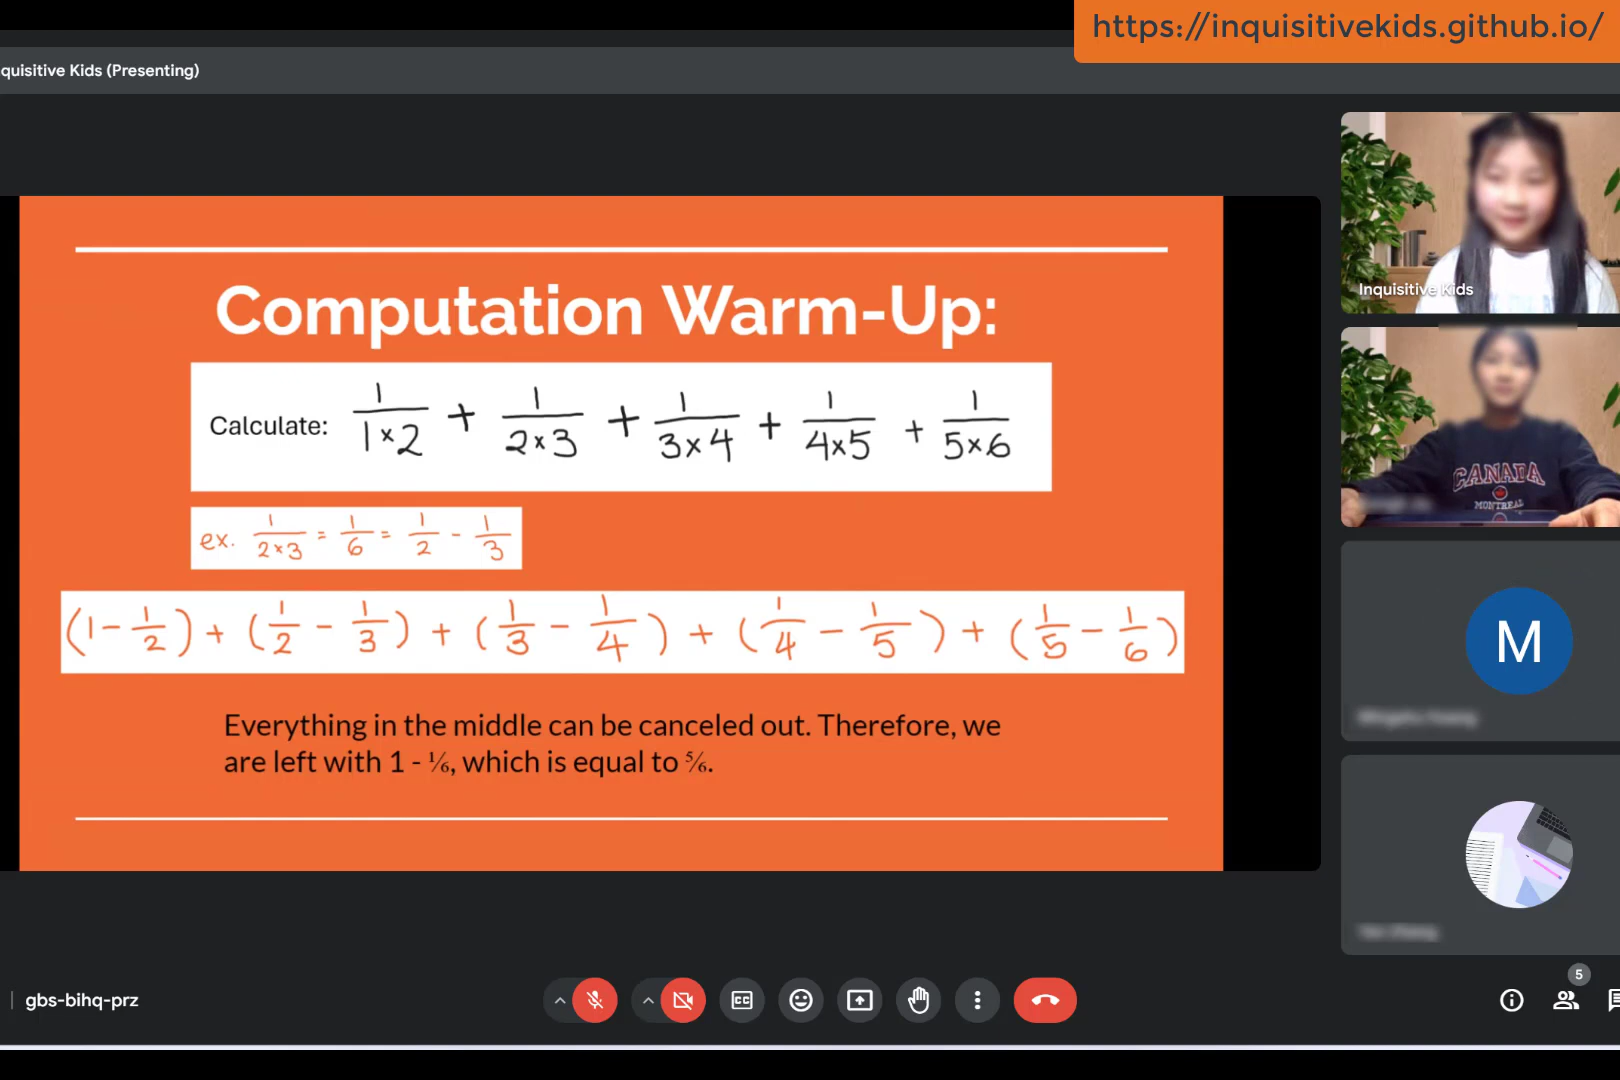 https://inquisitivekids.github.io/
quisitive Kids (Presenting)
Computation Warm-Up:
Calculate: 1/(1×2) + 1/(2×3) + 1/(3×4) + 1/(4×5) + 1/(5×6)
ex. 1/(2×3) = 1/6 = 1/2 - 1/3
(1 - 1/2) + (1/2 - 1/3) + (1/3 - 1/4) + (1/4 - 1/5) + (1/5 - 1/6)
Everything in the middle can be canceled out. Therefore, we
are left with 1 - ⅙, which is equal to ⅚.
Inquisitive Kids
CANADA
MONTREAL
M
gbs-bihq-prz
CC
5